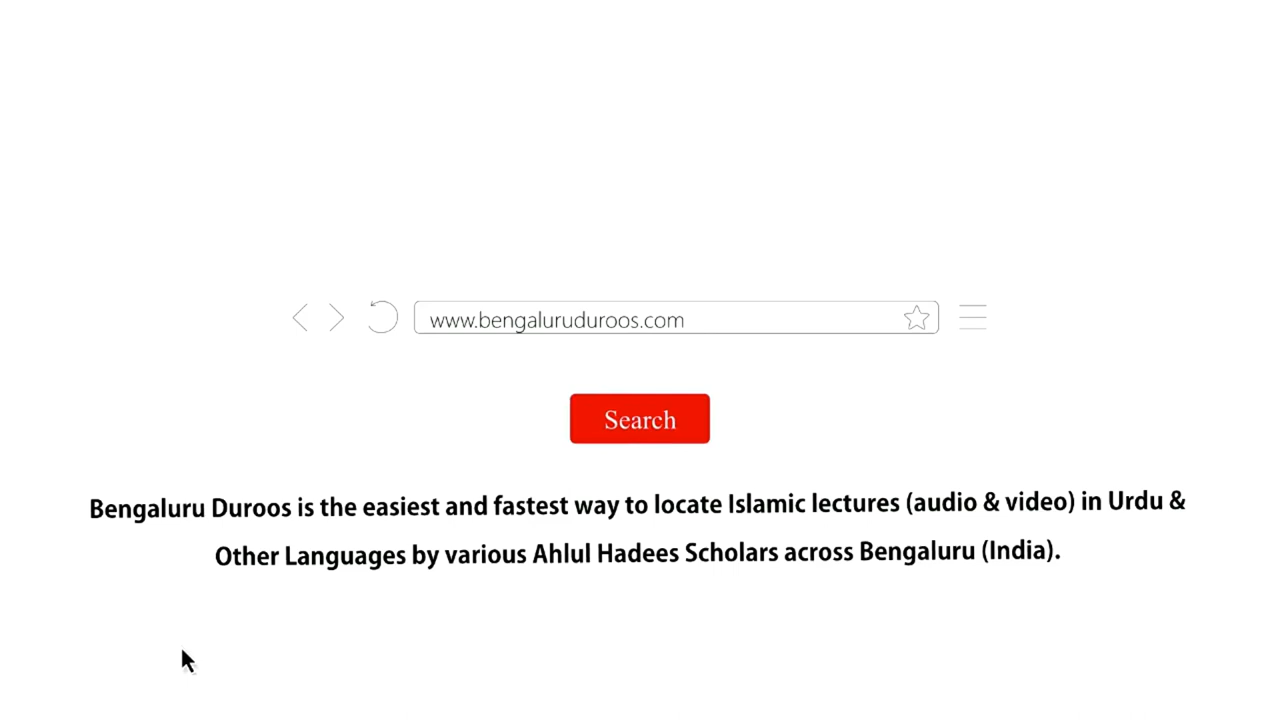 www.bengaluruduroos.com
Search
Bengaluru Duroos is the easiest and fastest way to locate Islamic lectures (audio & video) in Urdu &
Other Languages by various Ahlul Hadees Scholars across Bengaluru (India).